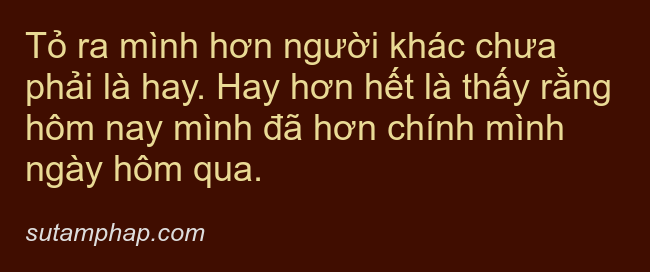 Tỏ ra mình hơn người khác chưa
phải là hay. Hay hơn hết là thấy rằng
hôm nay mình đã hơn chính mình
ngày hôm qua.
sutamphap.com